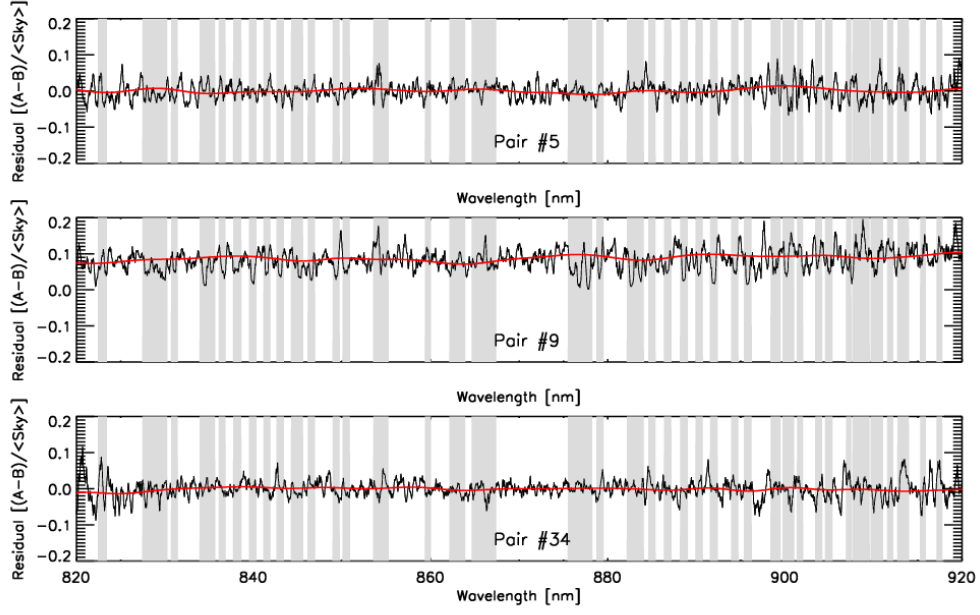 Residual [(A-B)/<Sky>]
0.2
0.1
0.0
-0.1
-0.2
Pair #5
Wavelength [nm]
Residual [(A-B)/<Sky>]
0.2
0.1
0.0
-0.1
-0.2
Pair #9
Wavelength [nm]
Residual [(A-B)/<Sky>]
0.2
0.1
0.0
-0.1
-0.2
Pair #34
820 840 860 880 900 920
Wavelength [nm]